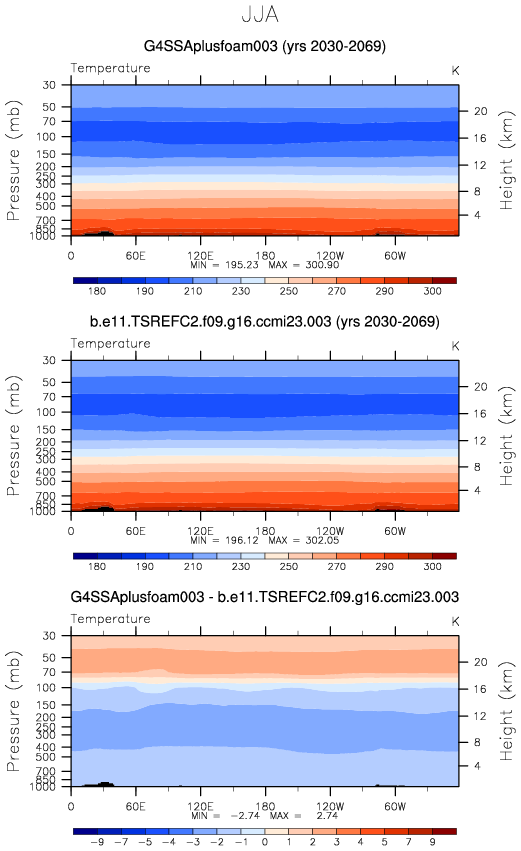 JJA
G4SSAplusfoam003 (yrs 2030-2069)
Temperature K
30
50
70
100
150
200
250
300
400
500
700
850
1000
Pressure (mb)
20
16
12
8
4
Height (km)
0 60E 120E 180 120W 60W
MIN = 195.23 MAX = 300.90
180 190 210 230 250 270 290 300
b.e11.TSREFC2.f09.g16.ccmi23.003 (yrs 2030-2069)
Temperature K
30
50
70
100
150
200
250
300
400
500
700
850
1000
Pressure (mb)
20
16
12
8
4
Height (km)
0 60E 120E 180 120W 60W
MIN = 196.12 MAX = 302.05
180 190 210 230 250 270 290 300
G4SSAplusfoam003 - b.e11.TSREFC2.f09.g16.ccmi23.003
Temperature K
30
50
70
100
150
200
250
300
400
500
700
850
1000
Pressure (mb)
20
16
12
8
4
Height (km)
0 60E 120E 180 120W 60W
MIN = -2.74 MAX = 2.74
-9 -7 -5 -4 -3 -2 -1 0 1 2 3 4 5 7 9